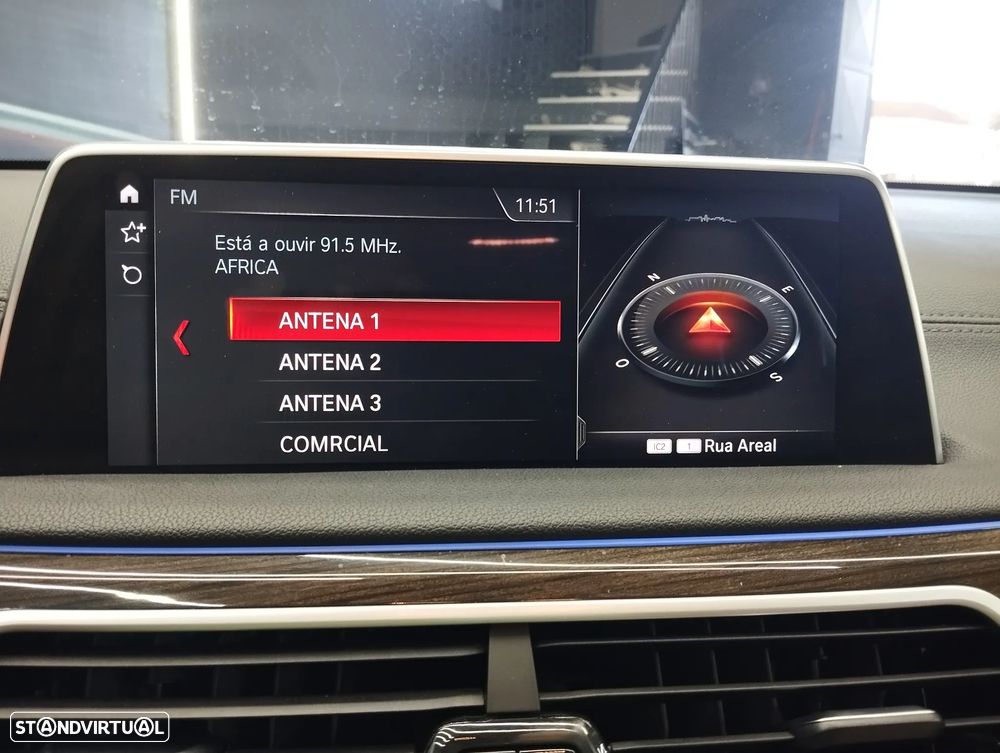 FM
11:51
Está a ouvir 91.5 MHz.
AFRICA
ANTENA 1
ANTENA 2
ANTENA 3
COMRCIAL
N
E
O
S
IC2 1 Rua Areal
STANDVIRTUAL